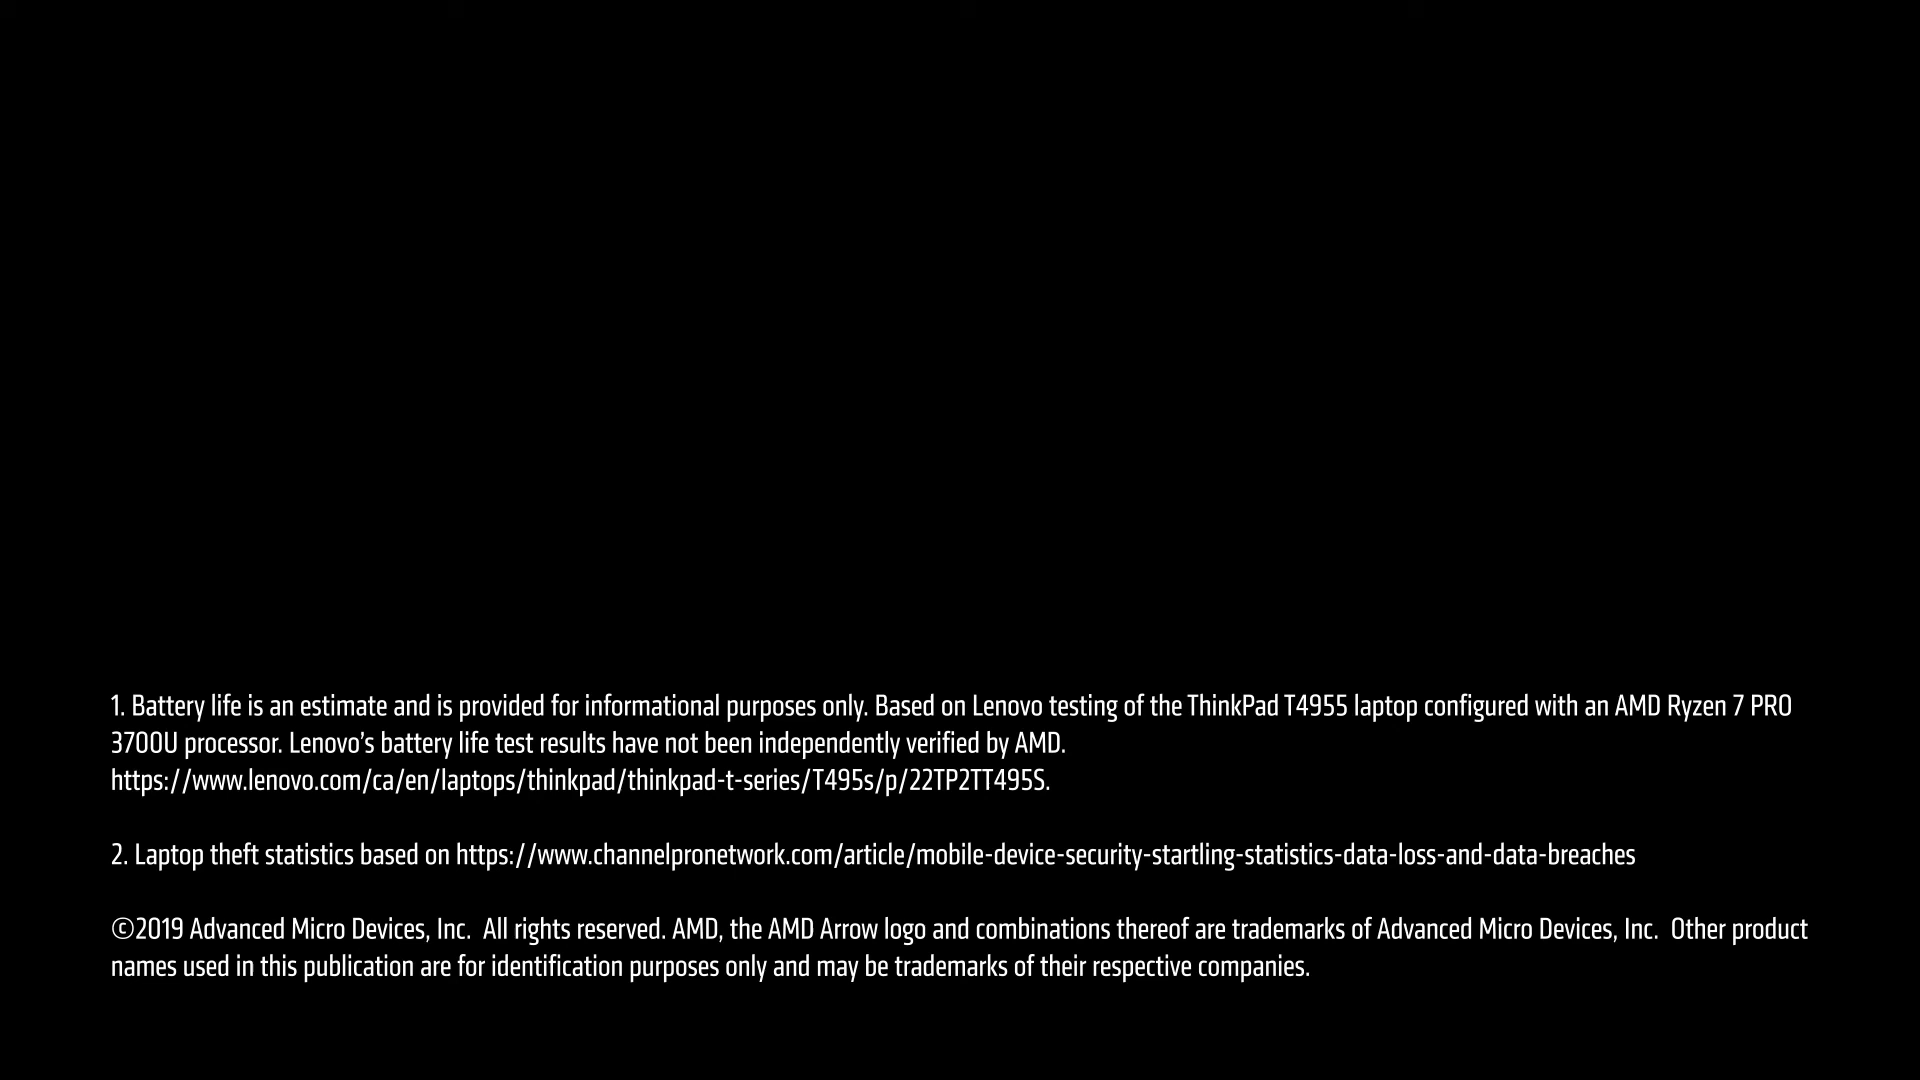 1. Battery life is an estimate and is provided for informational purposes only. Based on Lenovo testing of the ThinkPad T4955 laptop configured with an AMD Ryzen 7 PRO
3700U processor. Lenovo’s battery life test results have not been independently verified by AMD.
https://www.lenovo.com/ca/en/laptops/thinkpad/thinkpad-t-series/T495s/p/22TP2TT495S.
2. Laptop theft statistics based on https://www.channelpronetwork.com/article/mobile-device-security-startling-statistics-data-loss-and-data-breaches
©2019 Advanced Micro Devices, Inc.  All rights reserved. AMD, the AMD Arrow logo and combinations thereof are trademarks of Advanced Micro Devices, Inc.  Other product
names used in this publication are for identification purposes only and may be trademarks of their respective companies.